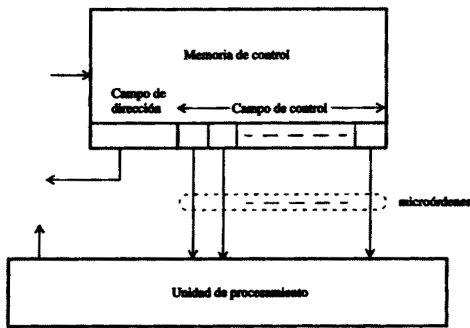 Memoria de control
Campo de
dirección
Campo de control
microórdenes
Unidad de procesamiento